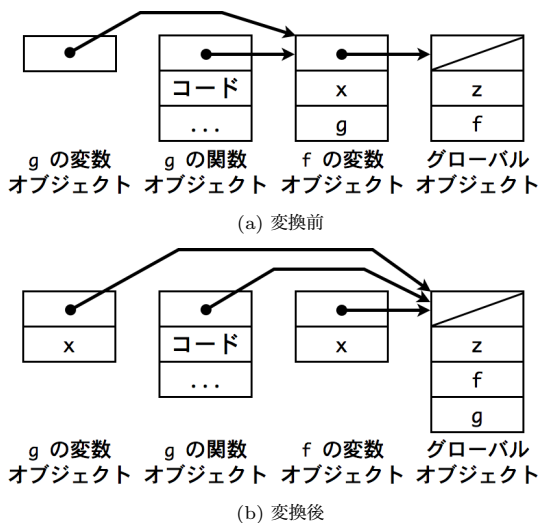 コード
x
z
...
g
f
g の変数 オブジェクト
g の関数 オブジェクト
f の変数 オブジェクト
グローバル オブジェクト
(a) 変換前
x
コード
x
z
...
f
g
g の変数 オブジェクト
g の関数 オブジェクト
f の変数 オブジェクト
グローバル オブジェクト
(b) 変換後